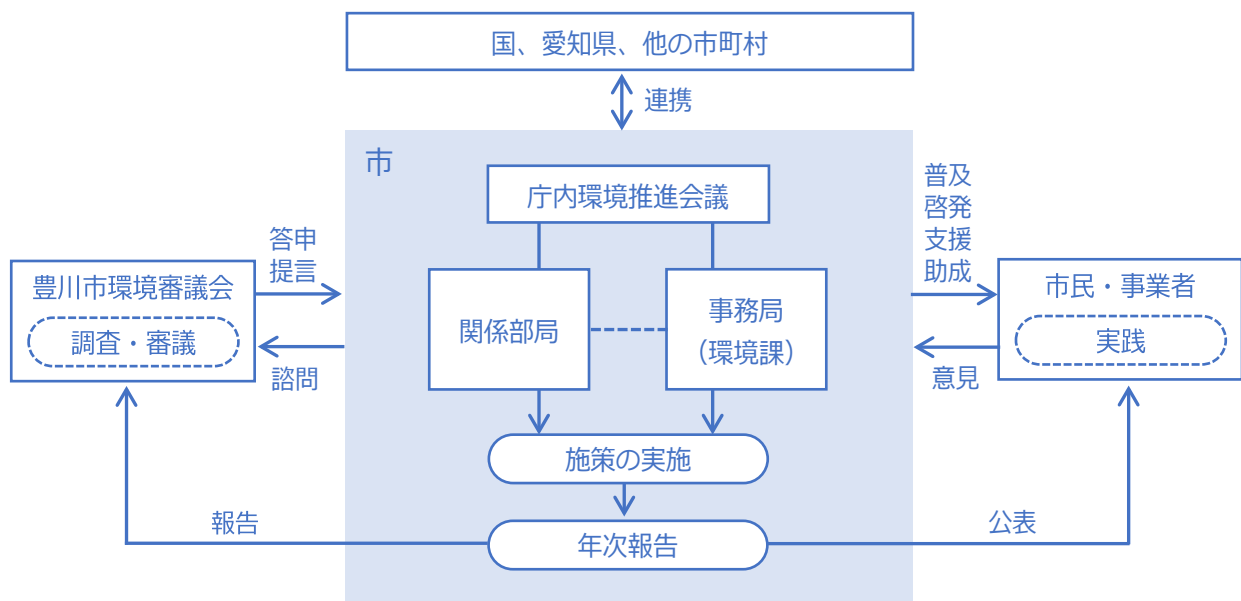 国、愛知県、他の市町村
連携
市
庁内環境推進会議
答申
提言
豊川市環境審議会
調査・審議
諮問
関係部局
事務局
（環境課）
普及
啓発
支援
助成
市民・事業者
実践
意見
施策の実施
報告
年次報告
公表